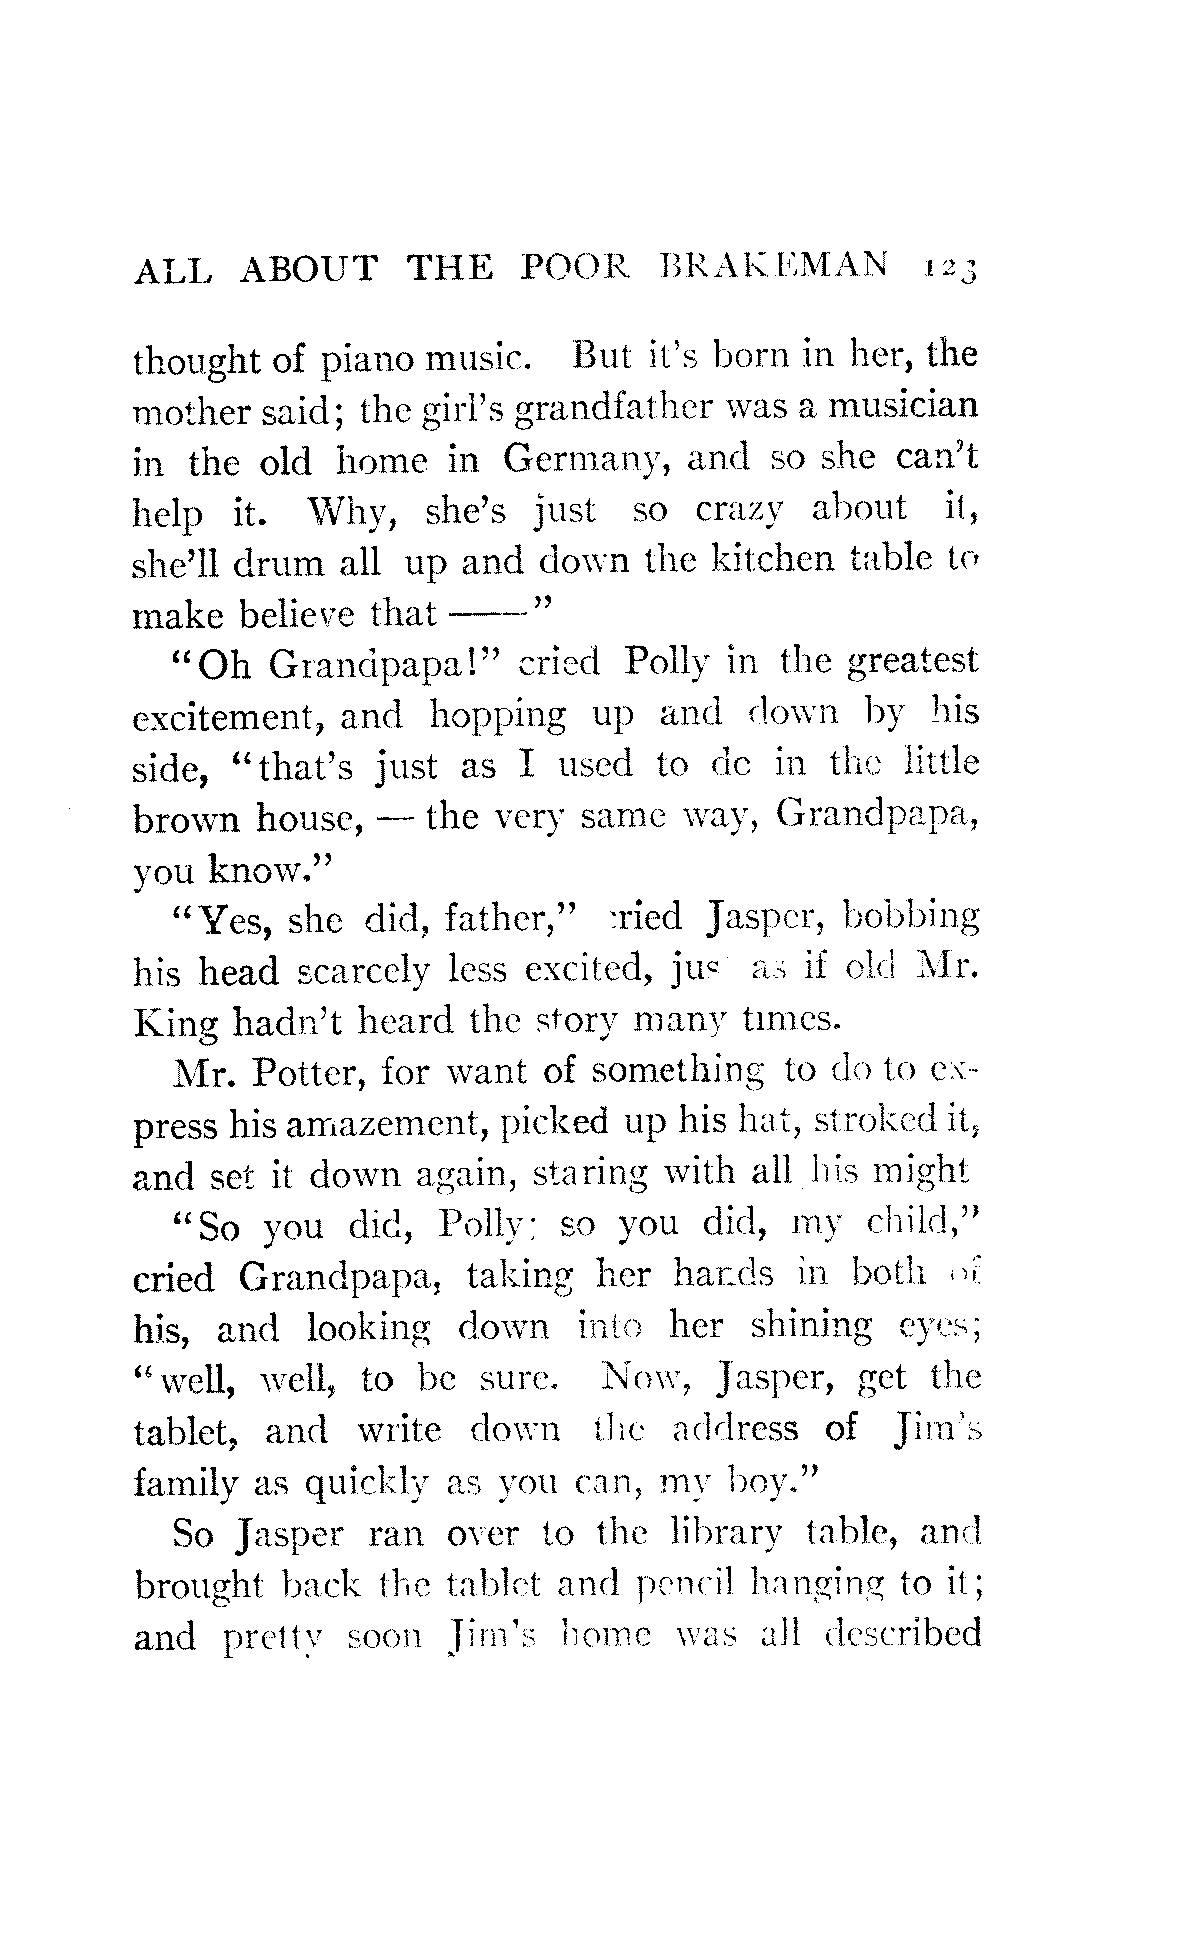 ALL ABOUT THE POOR BRAKEMAN 123
thought of piano music. But it's born in her, the
mother said; the girl's grandfather was a musician
in the old home in Germany, and so she can't
help it. Why, she's just so crazy about it,
she'll drum all up and down the kitchen table to
make believe that ——"
"Oh Grandpapa!" cried Polly in the greatest
excitement, and hopping up and down by his
side, "that's just as I used to do in the little
brown house, — the very same way, Grandpapa,
you know."
"Yes, she did, father," cried Jasper, bobbing
his head scarcely less excited, just as if old Mr.
King hadn't heard the story many times.
Mr. Potter, for want of something to do to ex-
press his amazement, picked up his hat, stroked it,
and set it down again, staring with all his might
"So you did, Polly; so you did, my child,"
cried Grandpapa, taking her hands in both of
his, and looking down into her shining eyes;
"well, well, to be sure. Now, Jasper, get the
tablet, and write down the address of Jim's
family as quickly as you can, my boy."
So Jasper ran over to the library table, and
brought back the tablet and pencil hanging to it;
and pretty soon Jim's home was all described